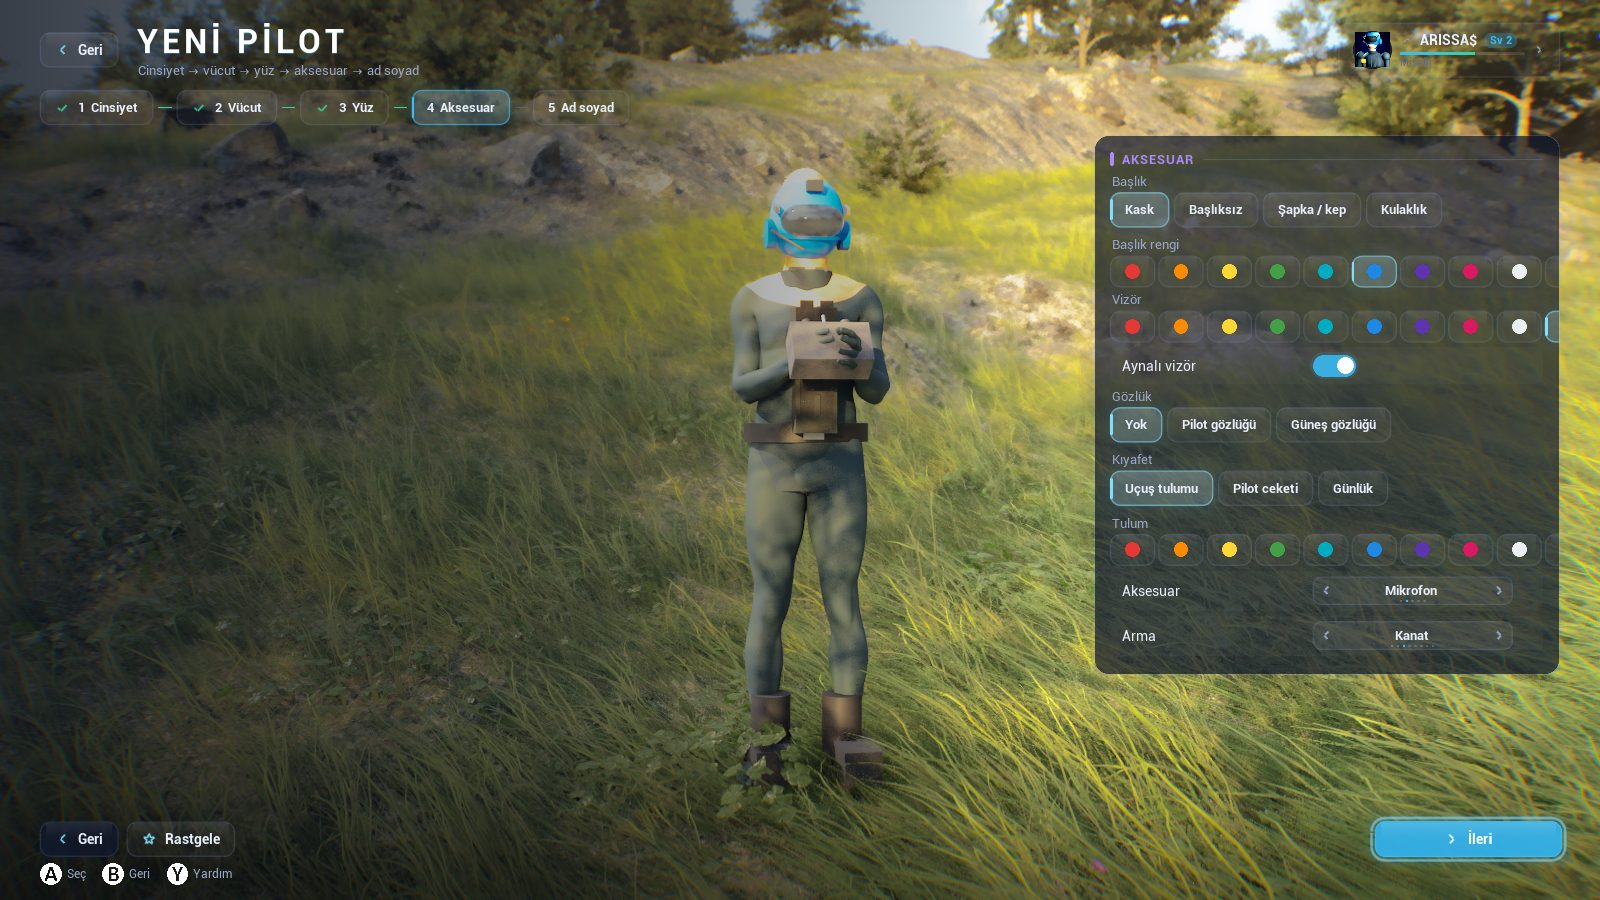 Geri
YENİ PİLOT
Cinsiyet → vücut → yüz → aksesuar → ad soyad
ARISSA$ Sv 2
1 Cinsiyet
2 Vücut
3 Yüz
4 Aksesuar
5 Ad soyad
AKSESUAR
Başlık
Kask Başlıksız Şapka / kep Kulaklık
Başlık rengi
Vizör
Aynalı vizör
Gözlük
Yok Pilot gözlüğü Güneş gözlüğü
Kıyafet
Uçuş tulumu Pilot ceketi Günlük
Tulum
Aksesuar Mikrofon
Arma Kanat
Geri Rastgele
İleri
A Seç B Geri Y Yardım